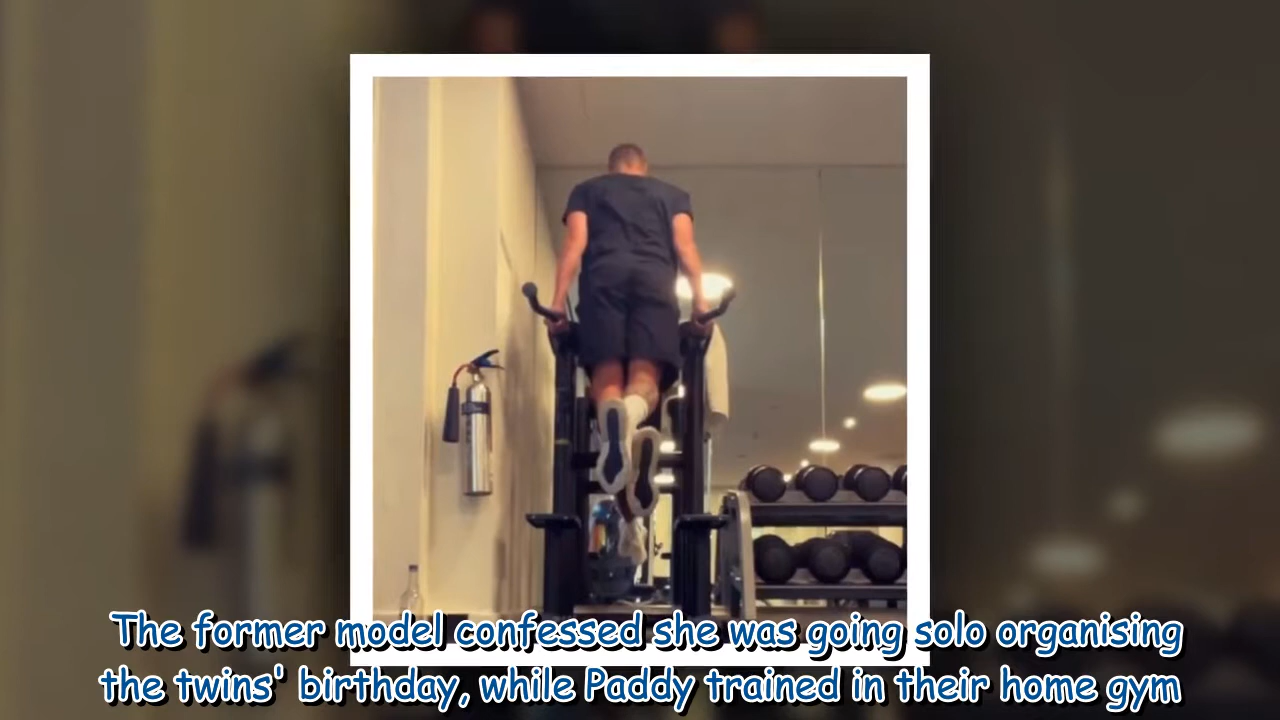 The former model confessed she was going solo organising
the twins' birthday, while Paddy trained in their home gym